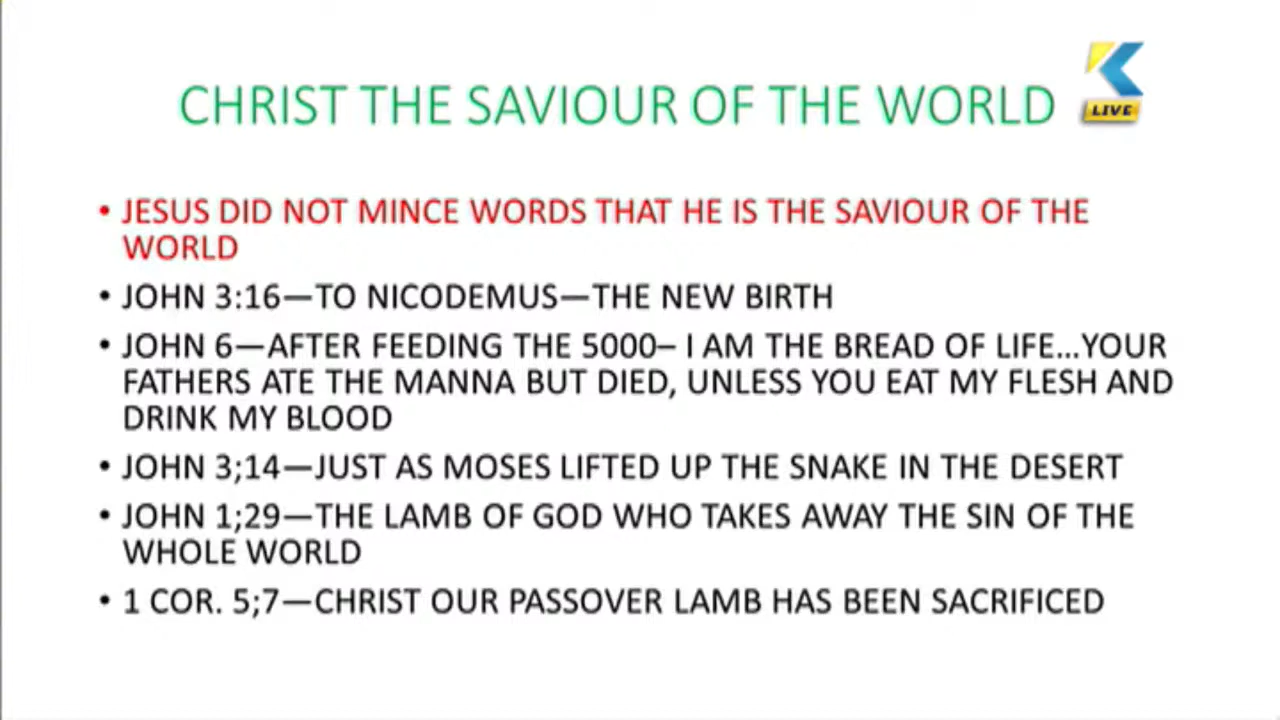 CHRIST THE SAVIOUR OF THE WORLD
LIVE
• JESUS DID NOT MINCE WORDS THAT HE IS THE SAVIOUR OF THE
WORLD
• JOHN 3:16—TO NICODEMUS—THE NEW BIRTH
• JOHN 6—AFTER FEEDING THE 5000– I AM THE BREAD OF LIFE...YOUR
FATHERS ATE THE MANNA BUT DIED, UNLESS YOU EAT MY FLESH AND
DRINK MY BLOOD
• JOHN 3;14—JUST AS MOSES LIFTED UP THE SNAKE IN THE DESERT
• JOHN 1;29—THE LAMB OF GOD WHO TAKES AWAY THE SIN OF THE
WHOLE WORLD
• 1 COR. 5;7—CHRIST OUR PASSOVER LAMB HAS BEEN SACRIFICED